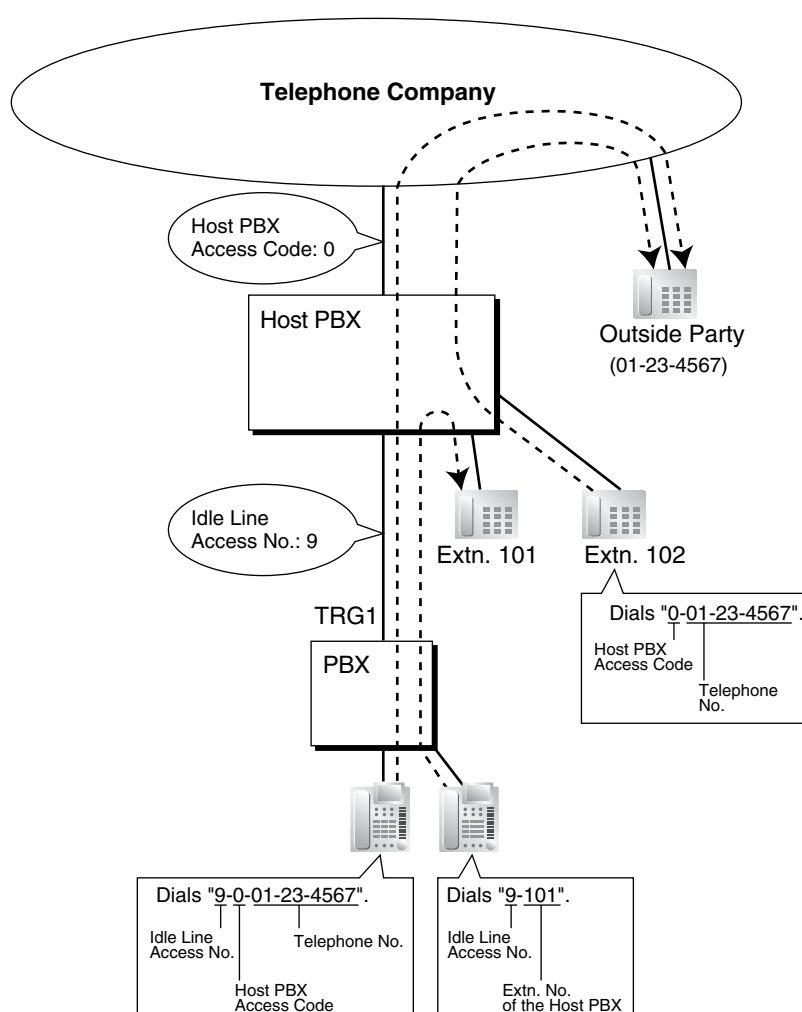 Telephone Company
Host PBX
Access Code: 0
Host PBX
Outside Party
(01-23-4567)
Idle Line
Access No.: 9
Extn. 101
Extn. 102
TRG1
PBX
Dials "0-01-23-4567".
Host PBX
Access Code
Telephone
No.
Dials "9-0-01-23-4567".
Idle Line
Access No.
Telephone No.
Host PBX
Access Code
Dials "9-101".
Idle Line
Access No.
Extn. No.
of the Host PBX